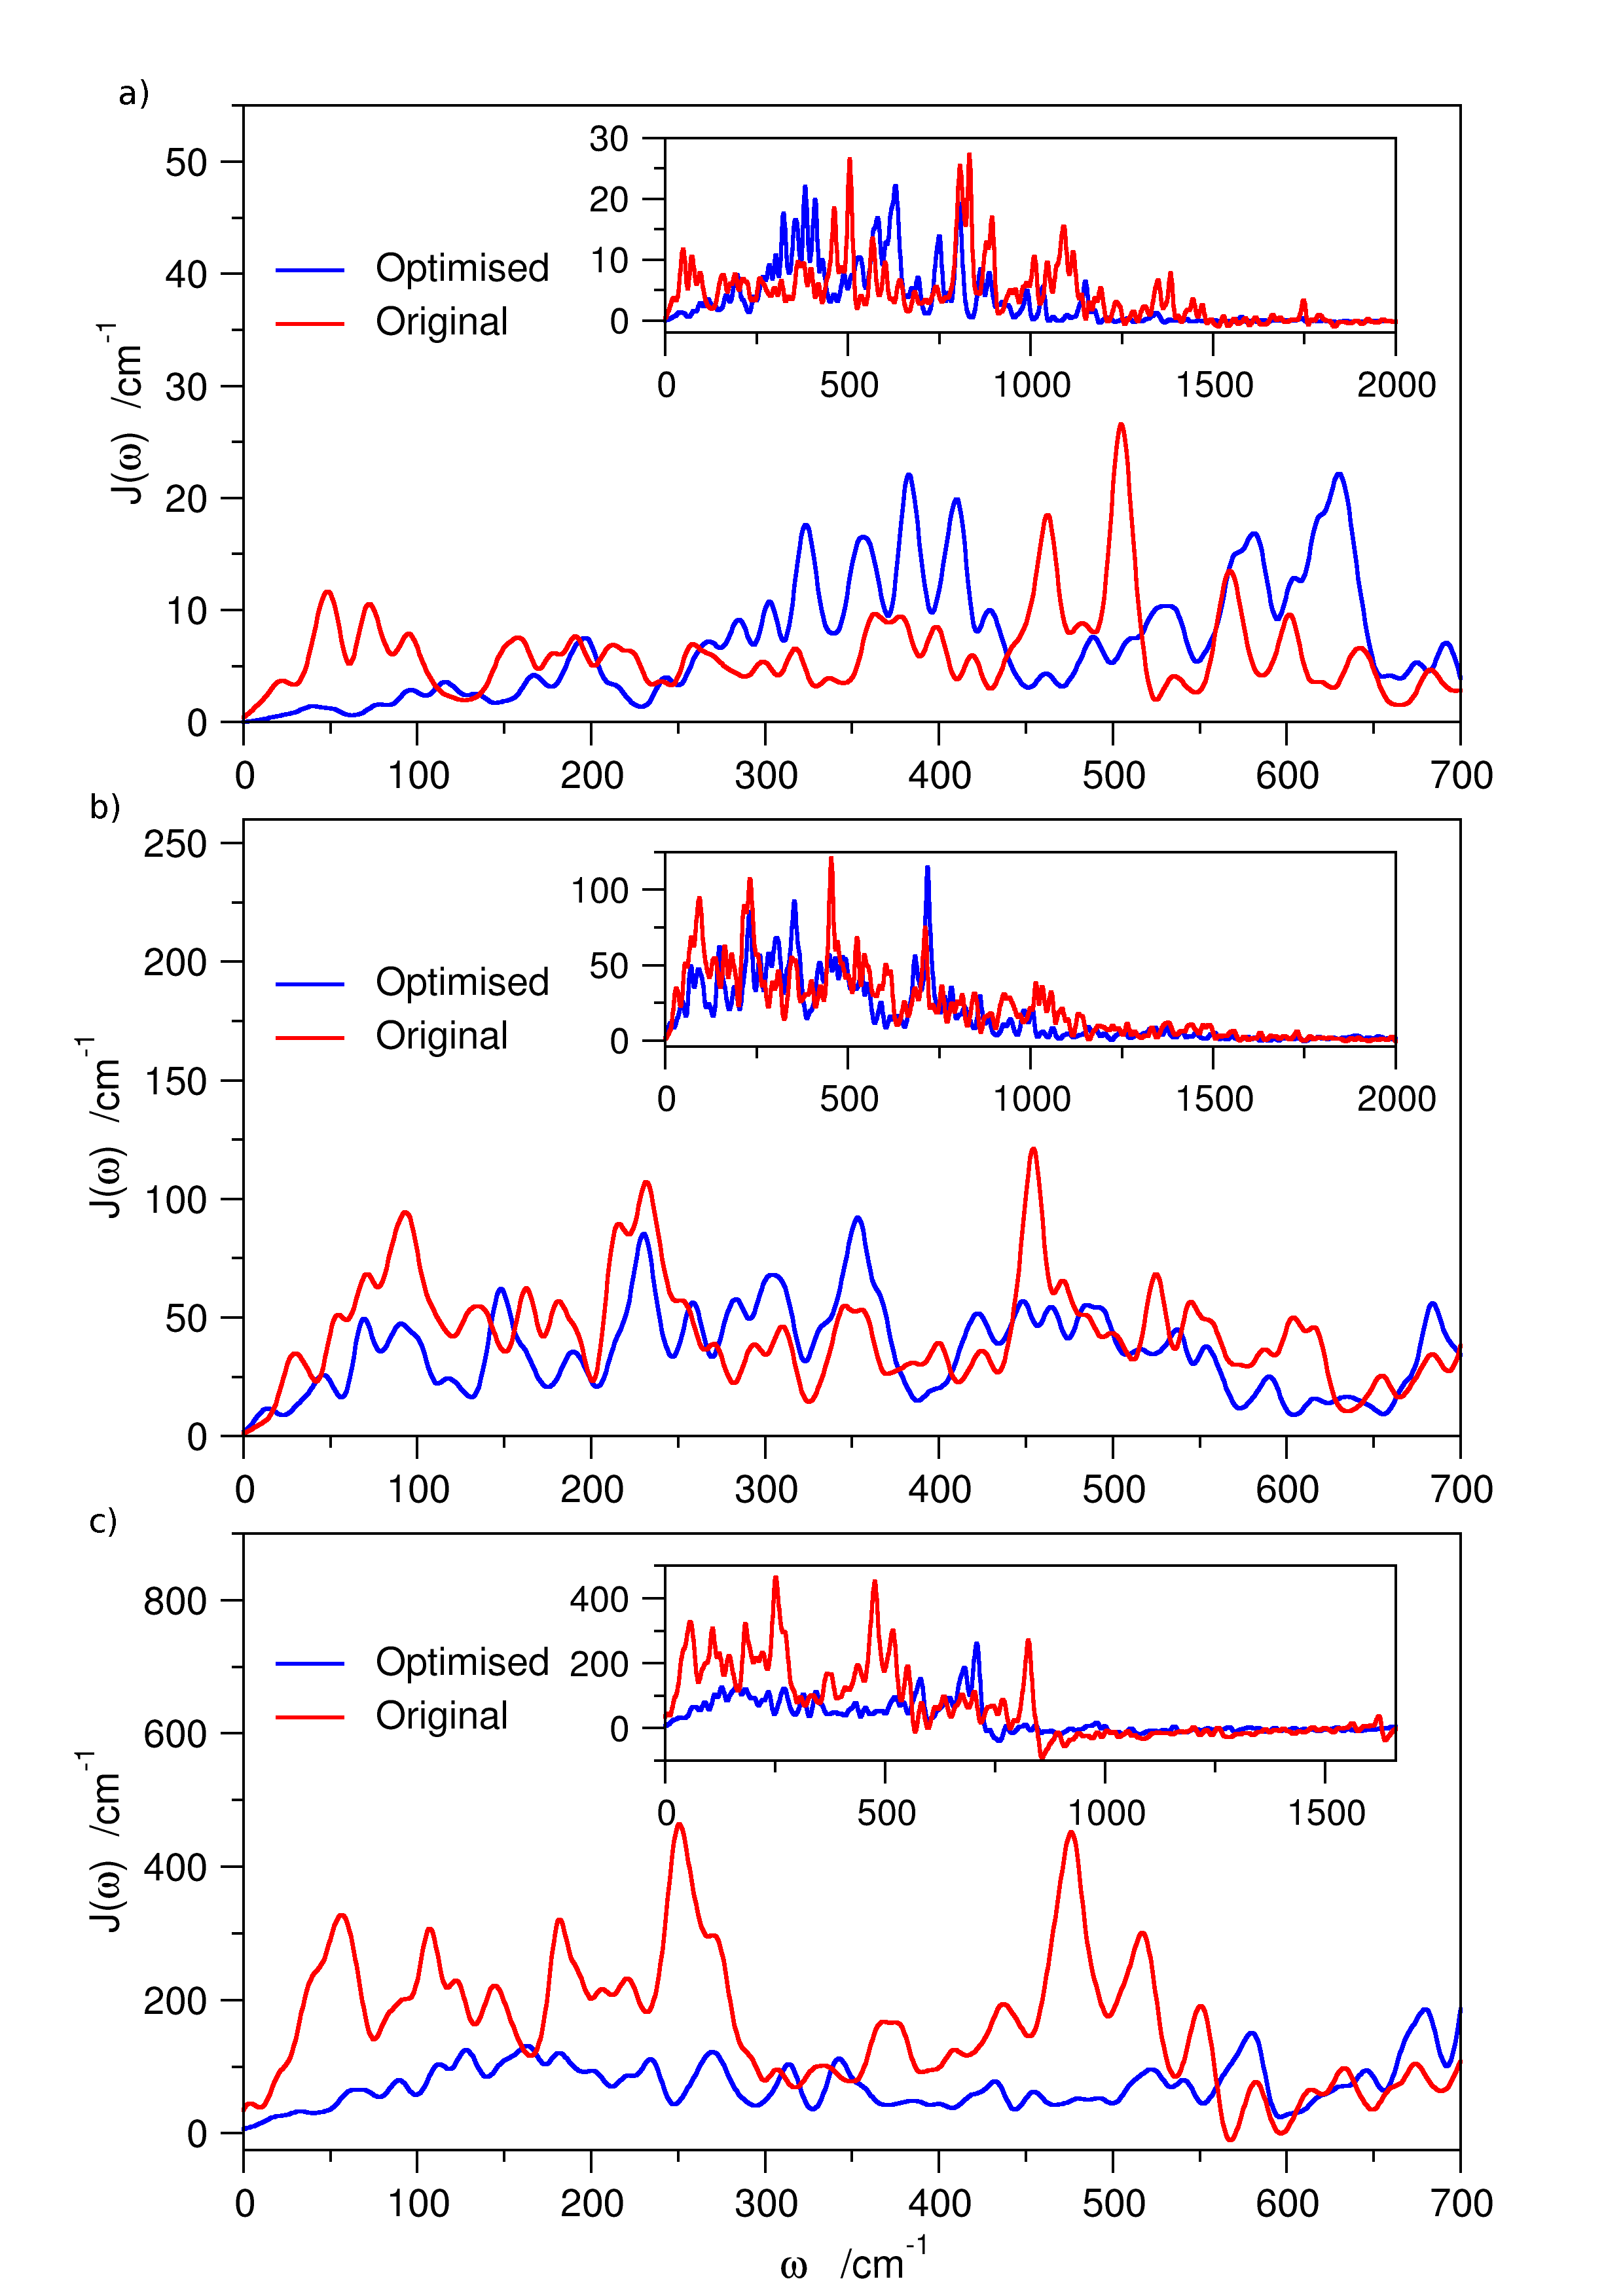 a)
30
20
10
0
0 500 1000 1500 2000
50
40
30
20
10
0
J(ω) /cm⁻¹
Optimised
Original
0 100 200 300 400 500 600 700
b)
100
50
0
0 500 1000 1500 2000
250
200
150
100
50
0
J(ω) /cm⁻¹
Optimised
Original
0 100 200 300 400 500 600 700
c)
400
200
0
0 500 1000 1500
800
600
400
200
0
J(ω) /cm⁻¹
Optimised
Original
0 100 200 300 400 500 600 700
ω /cm⁻¹